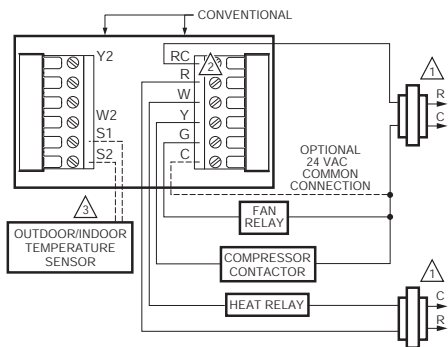 CONVENTIONAL
Y2
W2
S1
S2
RC
R
W
Y
G
C
2
1
R
C
OPTIONAL
24 VAC
COMMON
CONNECTION
3
OUTDOOR/INDOOR
TEMPERATURE
SENSOR
FAN
RELAY
COMPRESSOR
CONTACTOR
HEAT RELAY
1
C
R